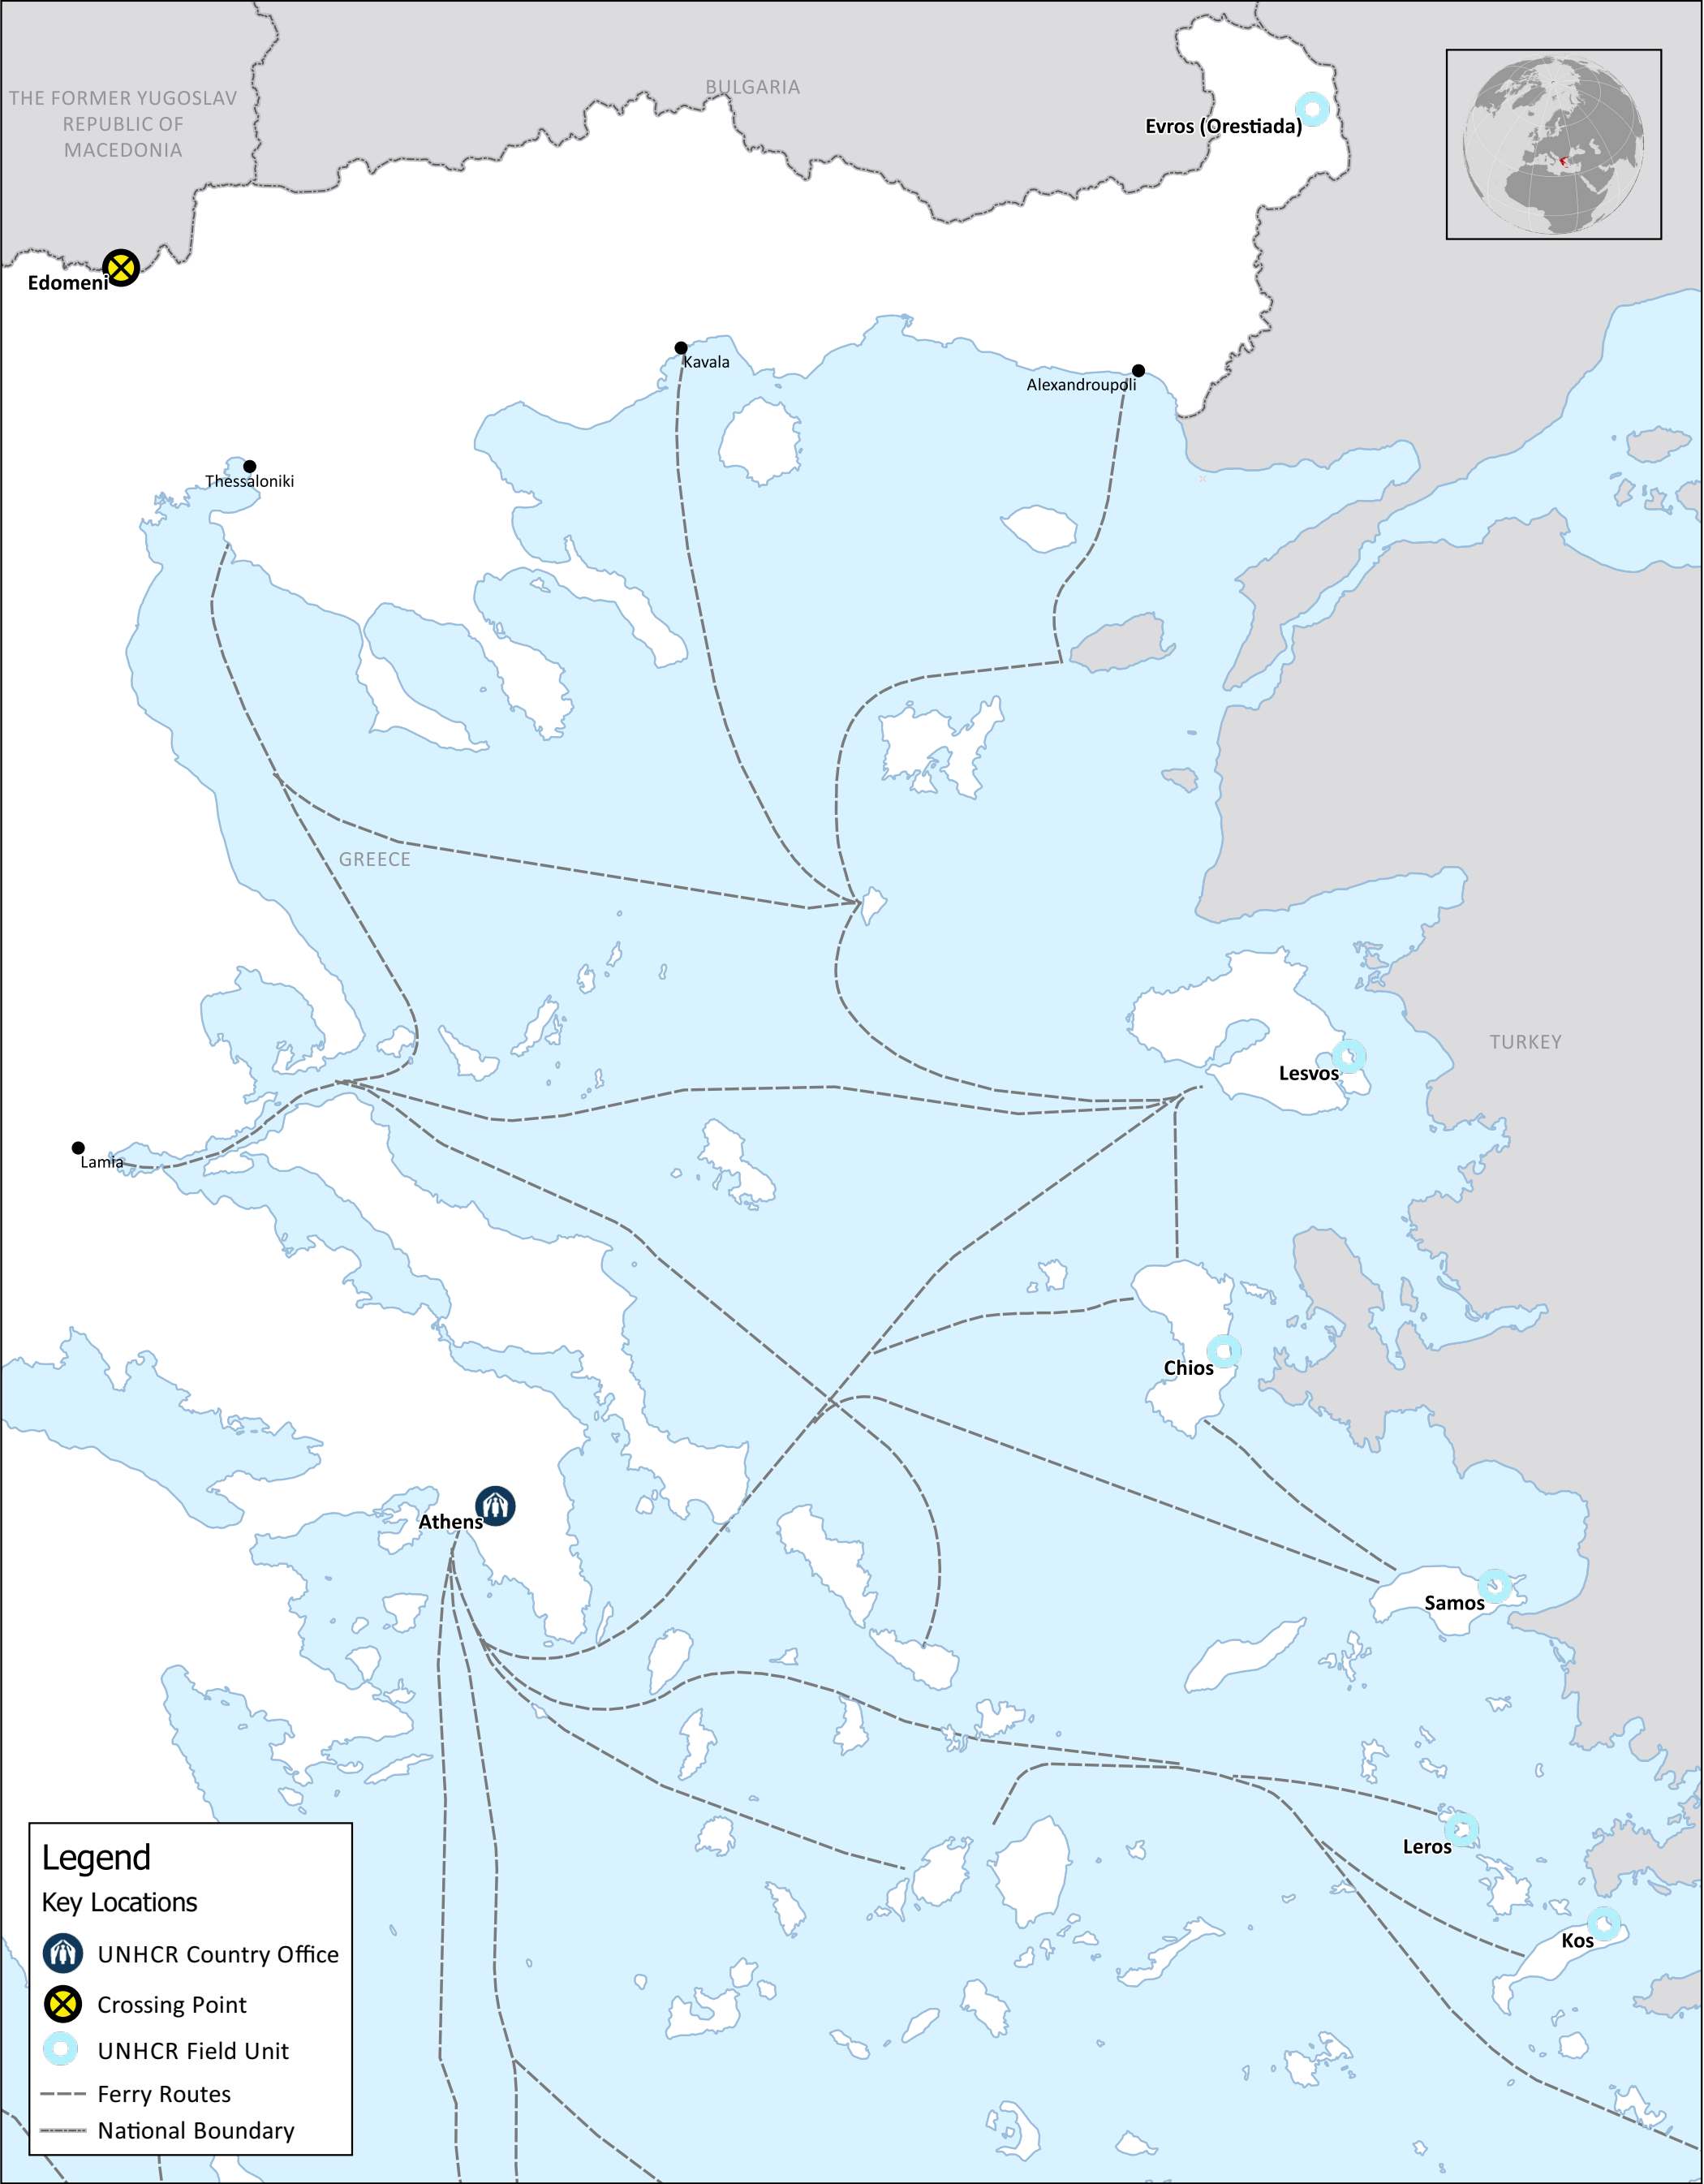 THE FORMER YUGOSLAV
REPUBLIC OF
MACEDONIA
BULGARIA
Evros (Orestiada)
Edomeni
Kavala
Alexandroupoli
Thessaloniki
GREECE
TURKEY
Lesvos
Lamia
Chios
Athens
Samos
Leros
Kos
Legend
Key Locations
UNHCR Country Office
Crossing Point
UNHCR Field Unit
Ferry Routes
National Boundary